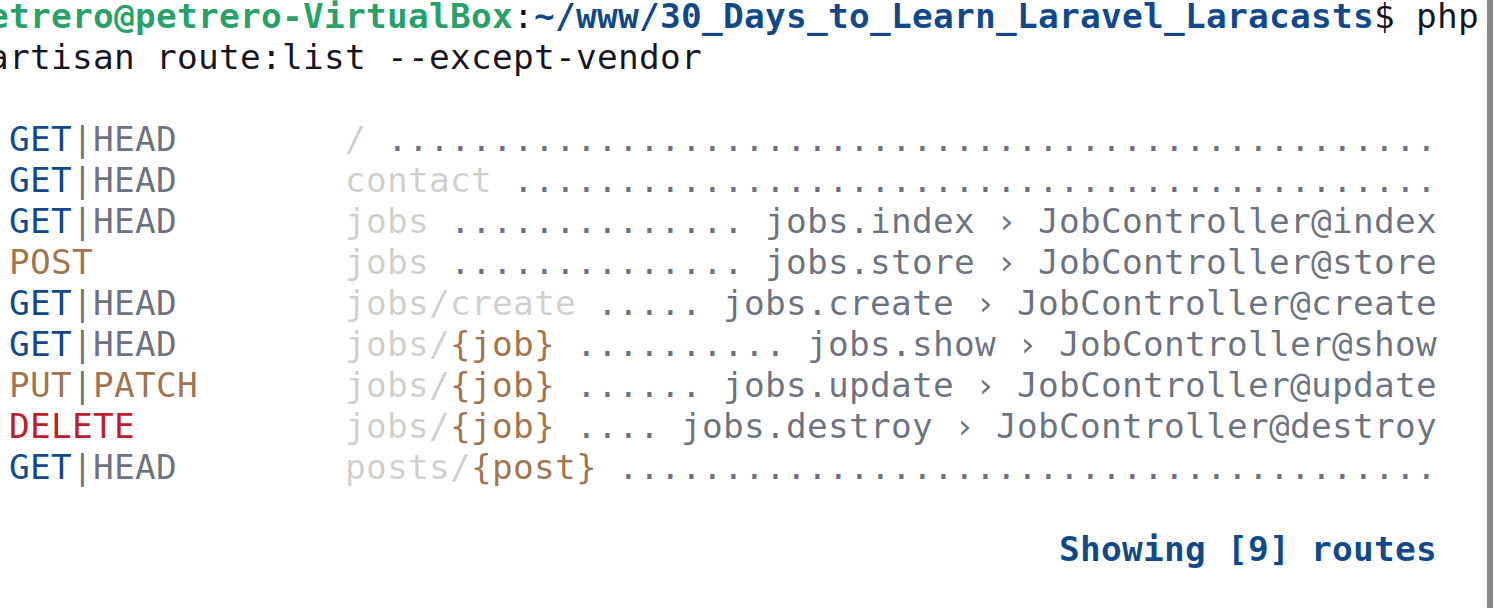 etrero@petrero-VirtualBox:~/www/30_Days_to_Learn_Laravel_Laracasts$ php
artisan route:list --except-vendor
GET|HEAD        / ..................................................
GET|HEAD        contact ............................................
GET|HEAD        jobs .............. jobs.index › JobController@index
POST            jobs .............. jobs.store › JobController@store
GET|HEAD        jobs/create ..... jobs.create › JobController@create
GET|HEAD        jobs/{job} .......... jobs.show › JobController@show
PUT|PATCH       jobs/{job} ...... jobs.update › JobController@update
DELETE          jobs/{job} .... jobs.destroy › JobController@destroy
GET|HEAD        posts/{post} .......................................
Showing [9] routes